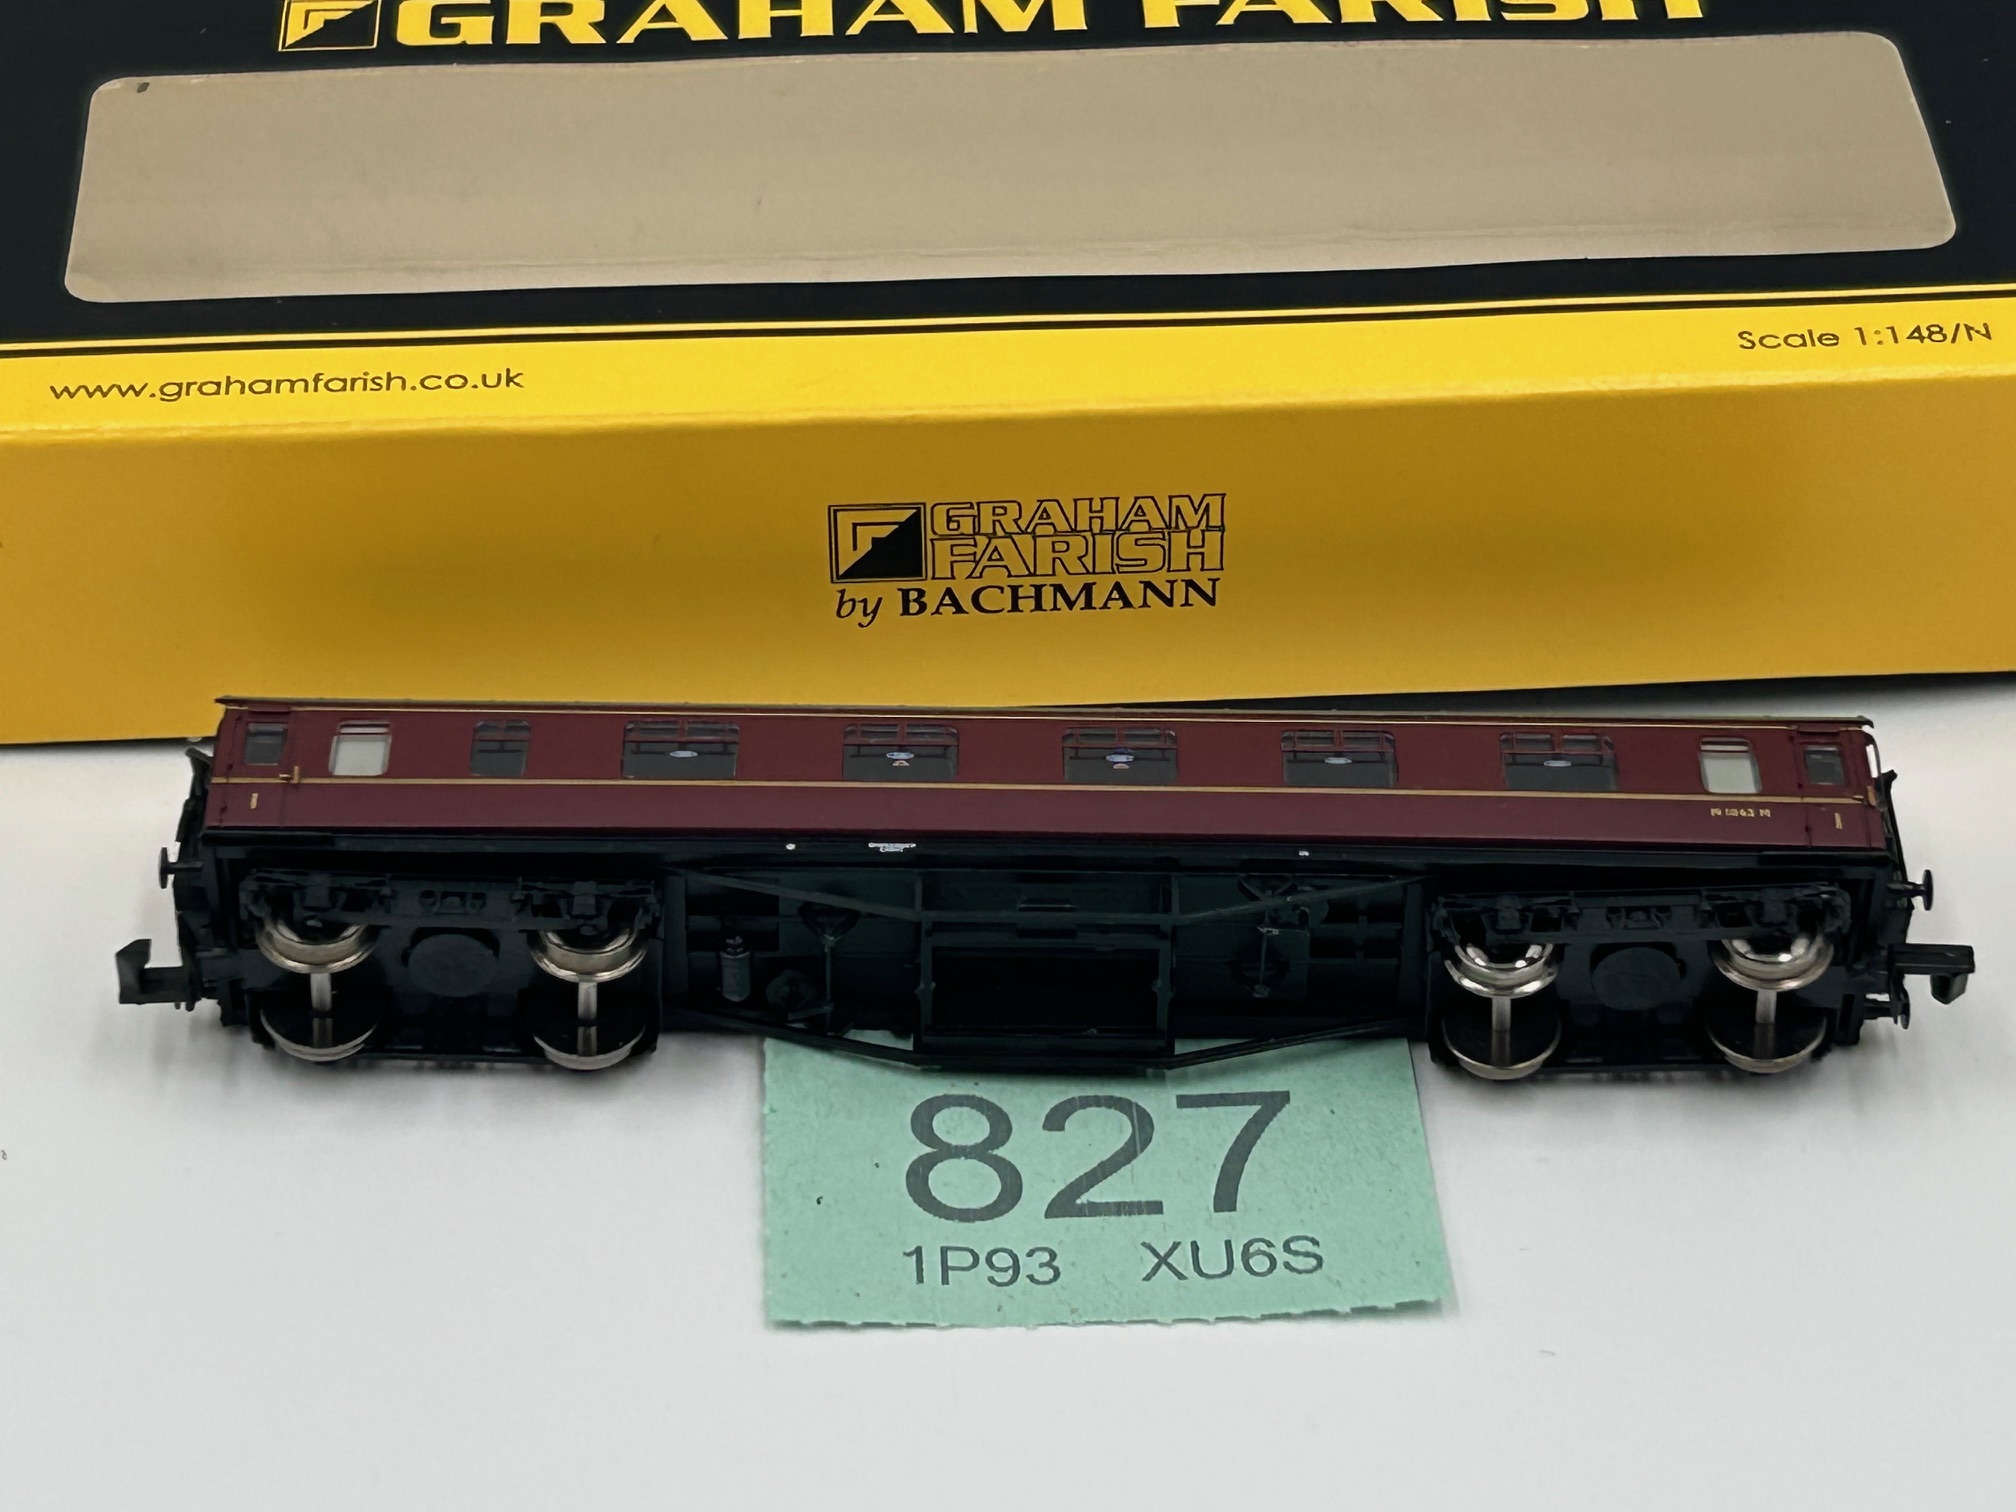 GRAHAM FARISH
Scale 1:148/N
www.grahamfarish.co.uk
GRAHAM
FARISH
by BACHMANN
827
1P93 XU6S